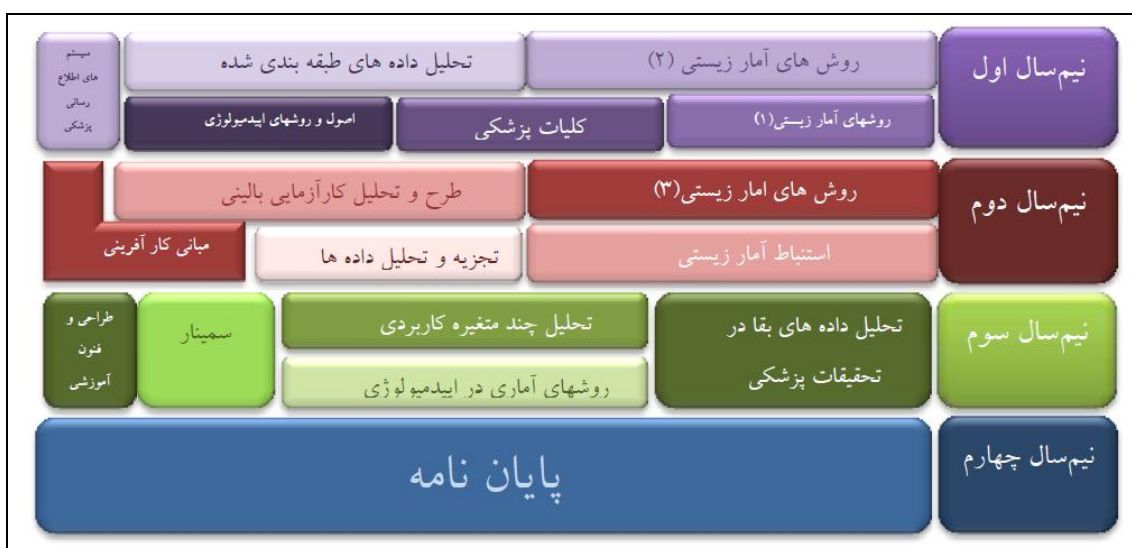 نیم‌سال اول
روش های آمار زیستی (۲)
تحلیل داده های طبقه بندی شده
سیستم
های اطلاع
رسانی
پزشکی
روشهای آمار زیستی(۱)
کلیات پزشکی
اصول و روشهای اپیدمیولوژی
نیم‌سال دوم
روش های امار زیستی(۳)
طرح و تحلیل کارآزمایی بالینی
مبانی کار آفرینی
استنباط آمار زیستی
تجزیه و تحلیل داده ها
نیم‌سال سوم
تحلیل داده های بقا در
تحقیقات پزشکی
تحلیل چند متغیره کاربردی
روشهای آماری در اپیدمیولوژی
سمینار
طراحی و
فنون
آموزشی
نیم‌سال چهارم
پایان نامه